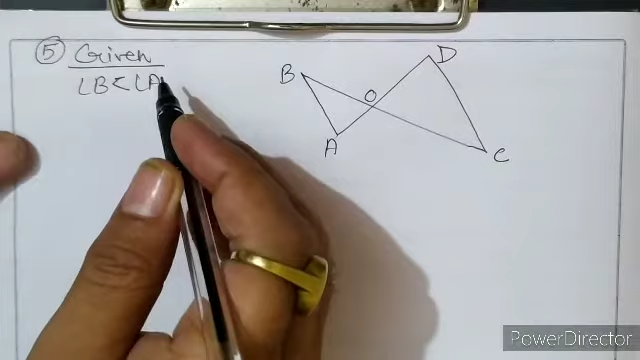 ⑤ Given
∠B < ∠A
B
O
D
A
C
PowerDirector